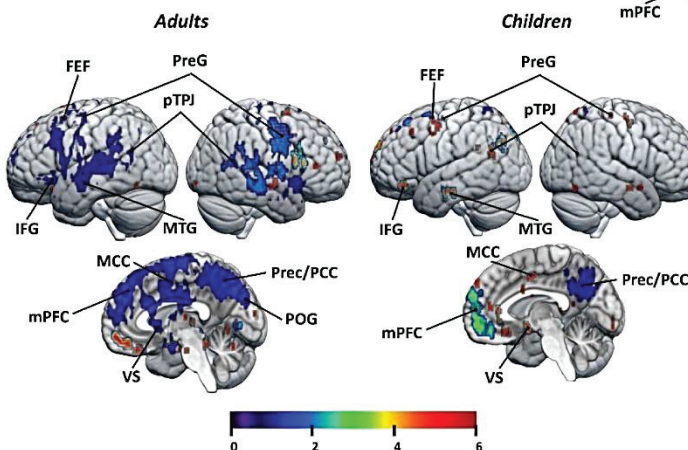 mPFC
Adults
Children
FEF
PreG
pTPJ
IFG
MTG
MCC
Prec/PCC
mPFC
POG
VS
FEF
PreG
pTPJ
IFG
MTG
MCC
Prec/PCC
mPFC
VS
0 2 4 6